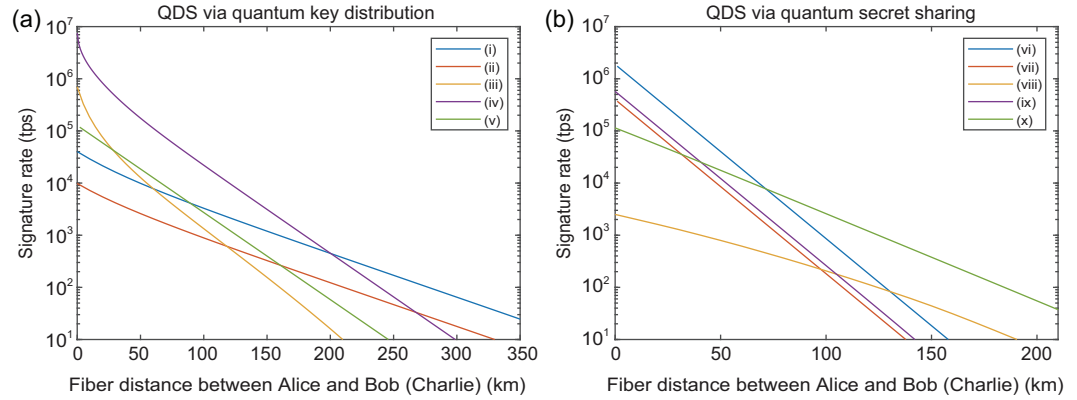 (a)
QDS via quantum key distribution
Signature rate (tps)
10^7
10^6
10^5
10^4
10^3
10^2
10^1
0 50 100 150 200 250 300 350
Fiber distance between Alice and Bob (Charlie) (km)
(i)
(ii)
(iii)
(iv)
(v)
(b)
QDS via quantum secret sharing
Signature rate (tps)
10^7
10^6
10^5
10^4
10^3
10^2
10^1
0 50 100 150 200
Fiber distance between Alice and Bob (Charlie) (km)
(vi)
(vii)
(viii)
(ix)
(x)